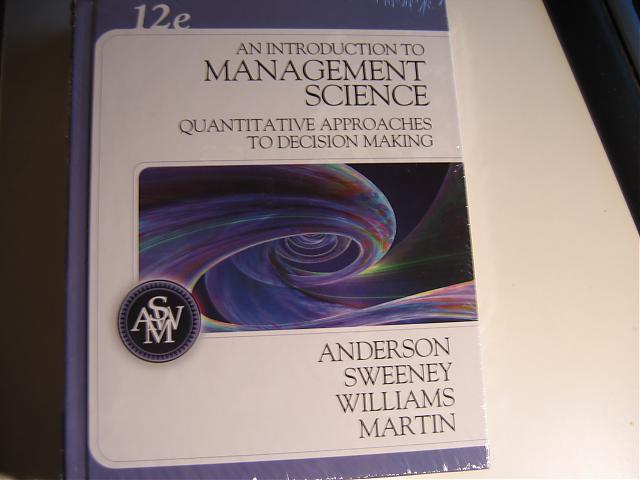 12e
AN INTRODUCTION TO
MANAGEMENT
SCIENCE
QUANTITATIVE APPROACHES
TO DECISION MAKING
ASWM
ANDERSON
SWEENEY
WILLIAMS
MARTIN